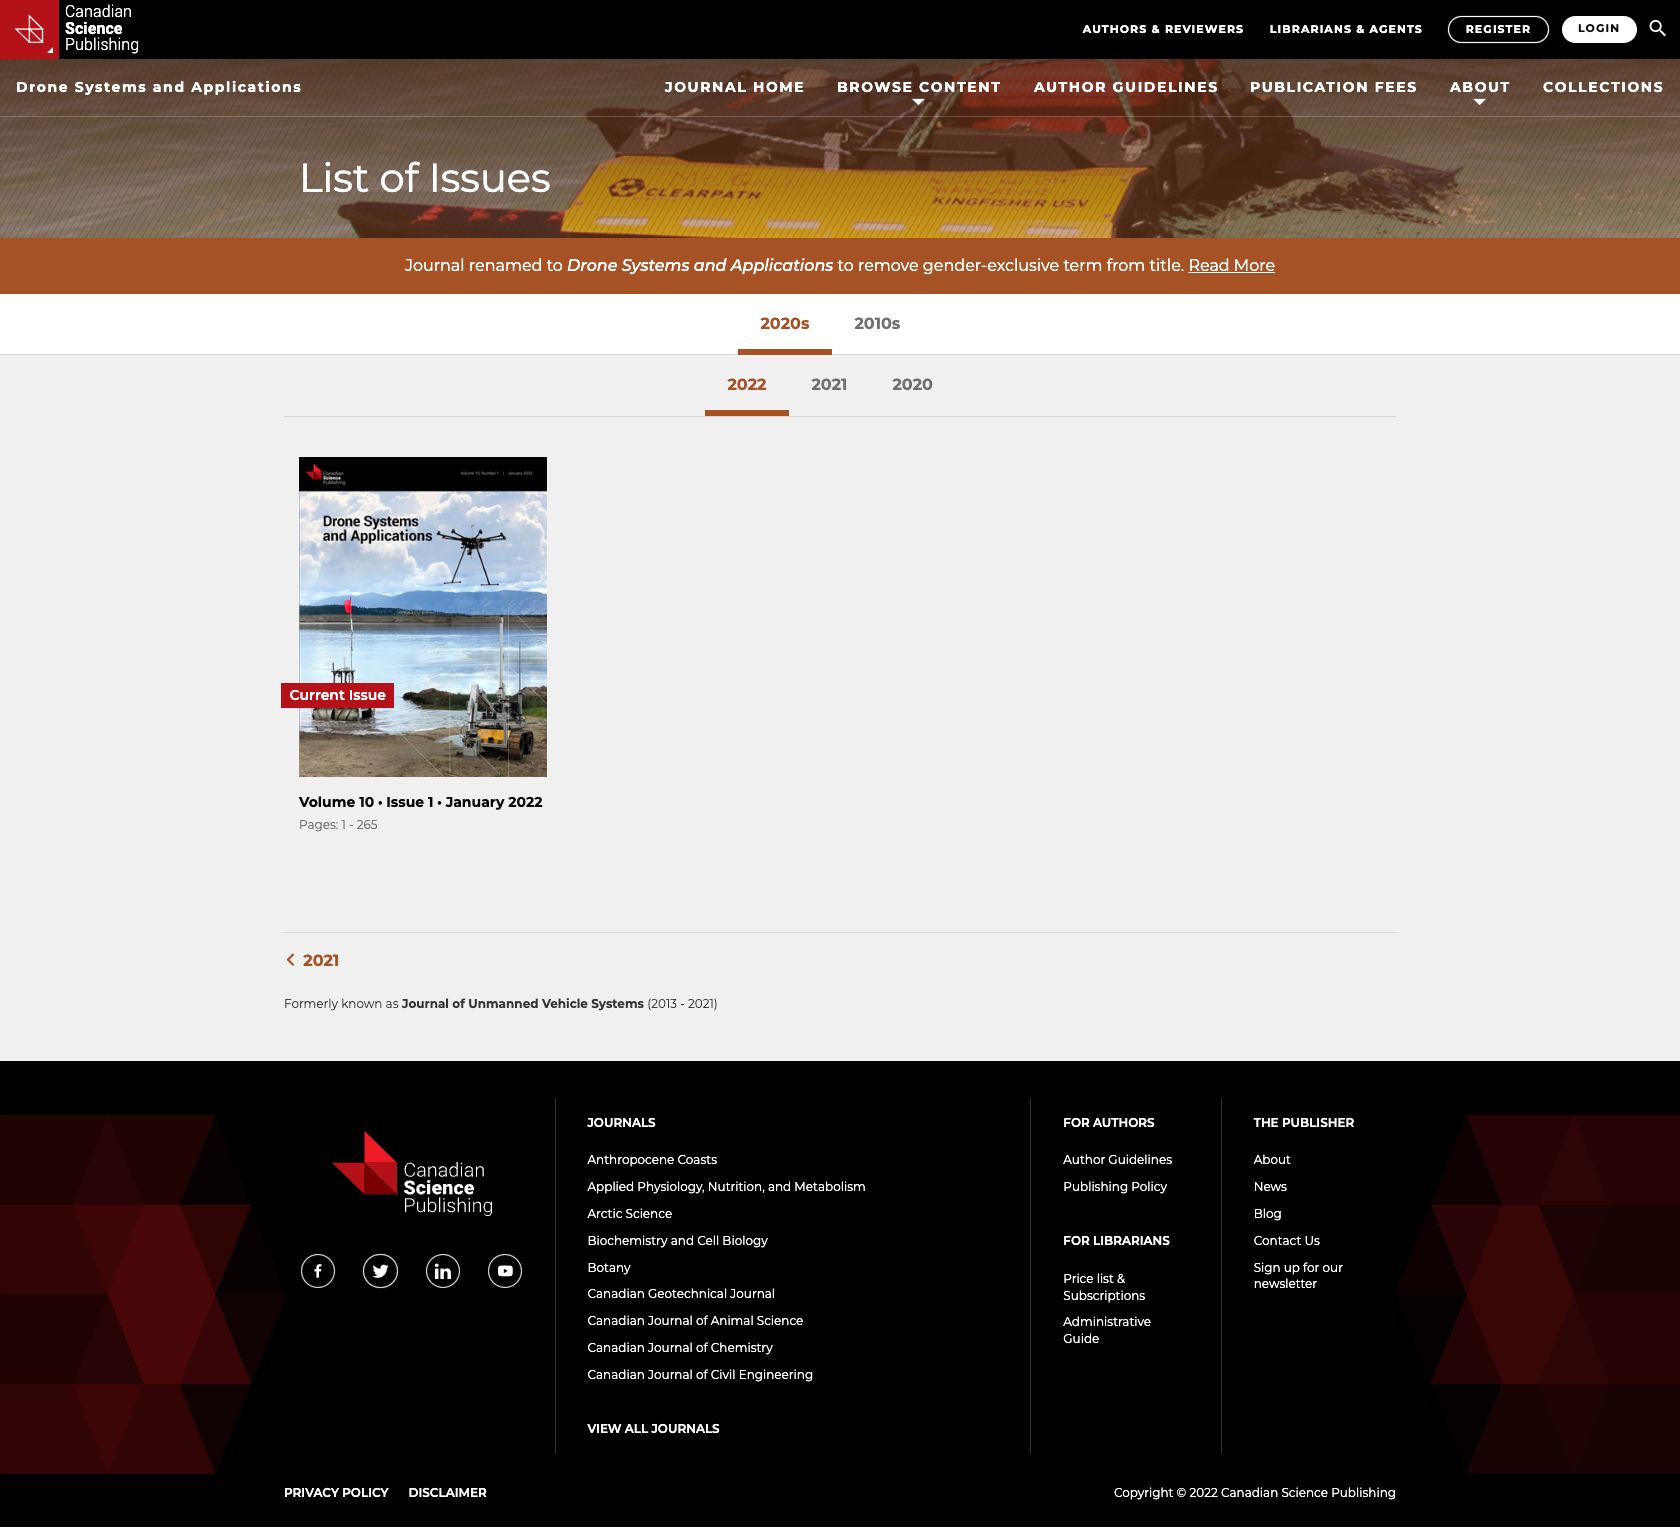 Canadian
Science
Publishing
AUTHORS & REVIEWERS
LIBRARIANS & AGENTS
REGISTER
LOGIN
Drone Systems and Applications
JOURNAL HOME
BROWSE CONTENT
AUTHOR GUIDELINES
PUBLICATION FEES
ABOUT
COLLECTIONS
List of Issues
CLEARPATH
KINGFISHER USV
Journal renamed to Drone Systems and Applications to remove gender-exclusive term from title. Read More
2020s
2010s
2022
2021
2020
Canadian
Science
Publishing
Drone Systems
and Applications
Current Issue
Volume 10 • Issue 1 • January 2022
Pages: 1 - 265
2021
Formerly known as Journal of Unmanned Vehicle Systems (2013 - 2021)
Canadian
Science
Publishing
JOURNALS
Anthropocene Coasts
Applied Physiology, Nutrition, and Metabolism
Arctic Science
Biochemistry and Cell Biology
Botany
Canadian Geotechnical Journal
Canadian Journal of Animal Science
Canadian Journal of Chemistry
Canadian Journal of Civil Engineering
VIEW ALL JOURNALS
FOR AUTHORS
Author Guidelines
Publishing Policy
FOR LIBRARIANS
Price list &
Subscriptions
Administrative
Guide
THE PUBLISHER
About
News
Blog
Contact Us
Sign up for our
newsletter
PRIVACY POLICY
DISCLAIMER
Copyright © 2022 Canadian Science Publishing